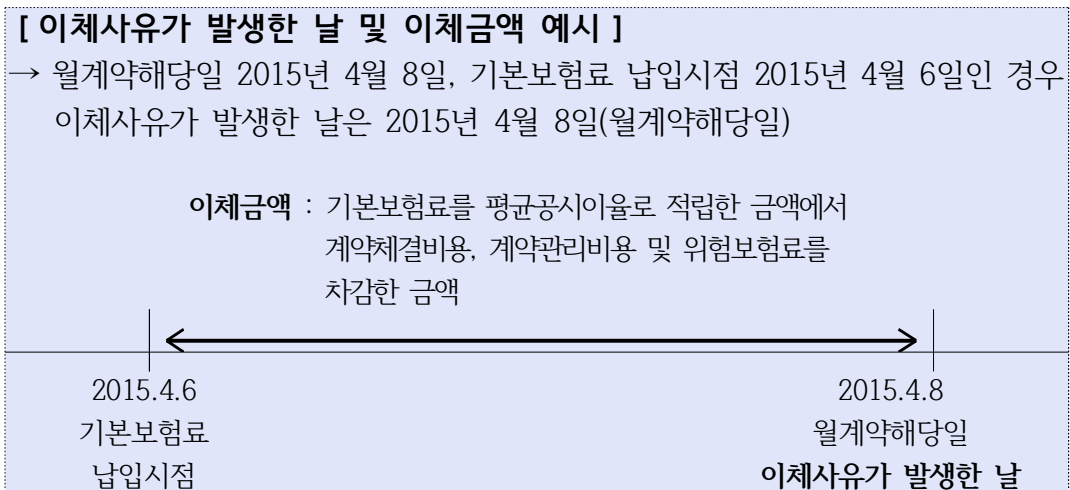 [ 이체사유가 발생한 날 및 이체금액 예시 ]
→ 월계약해당일 2015년 4월 8일, 기본보험료 납입시점 2015년 4월 6일인 경우
이체사유가 발생한 날은 2015년 4월 8일(월계약해당일)
이체금액 : 기본보험료를 평균공시이율로 적립한 금액에서
계약체결비용, 계약관리비용 및 위험보험료를
차감한 금액
2015.4.6 2015.4.8
기본보험료 월계약해당일
납입시점 이체사유가 발생한 날